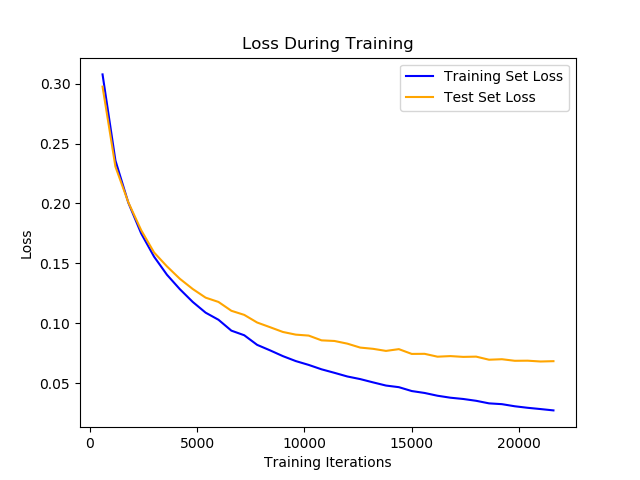 Loss During Training
Training Set Loss
Test Set Loss
0.30
0.25
0.20
0.15
0.10
0.05
Loss
0 5000 10000 15000 20000
Training Iterations